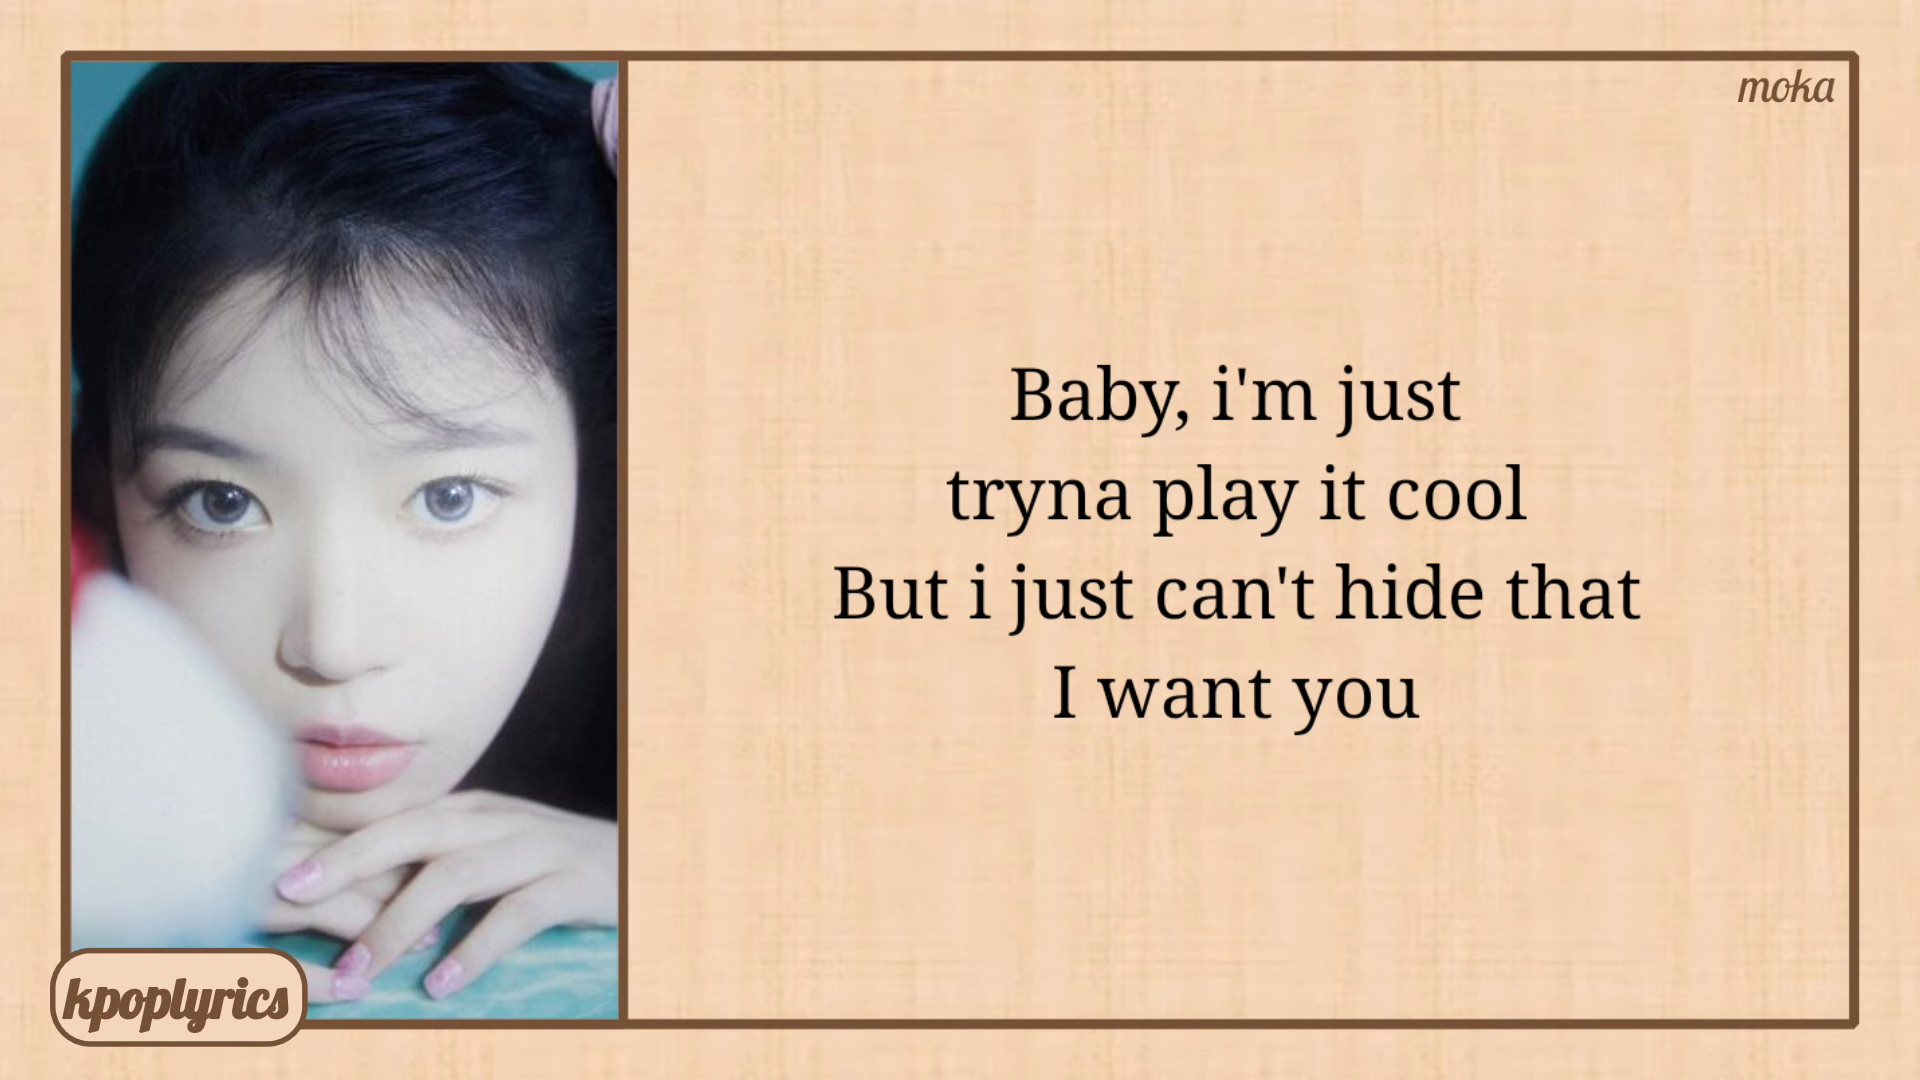 moka
Baby, i'm just
tryna play it cool
But i just can't hide that
I want you
kpoplyrics